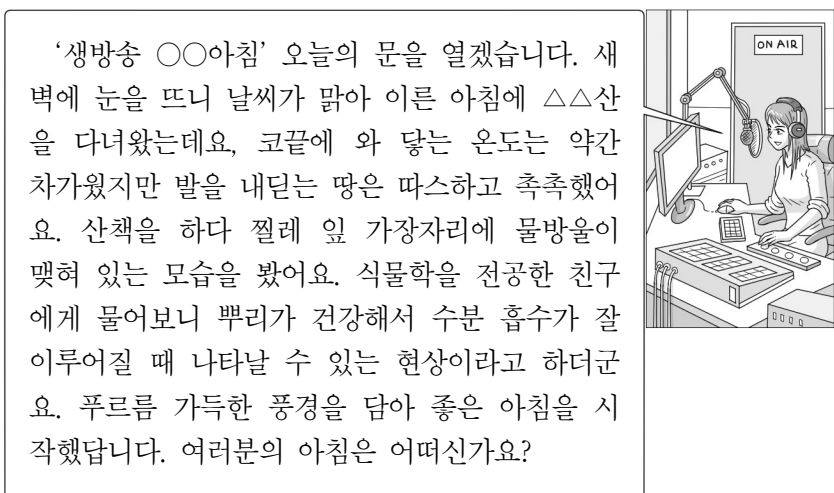 ‘생방송 ○○아침’ 오늘의 문을 열겠습니다. 새
벽에 눈을 뜨니 날씨가 맑아 이른 아침에 △△산
을 다녀왔는데요, 코끝에 와 닿는 온도는 약간
차가웠지만 발을 내딛는 땅은 따스하고 촉촉했어
요. 산책을 하다 찔레 잎 가장자리에 물방울이
맺혀 있는 모습을 봤어요. 식물학을 전공한 친구
에게 물어보니 뿌리가 건강해서 수분 흡수가 잘
이루어질 때 나타날 수 있는 현상이라고 하더군
요. 푸르름 가득한 풍경을 담아 좋은 아침을 시
작했답니다. 여러분의 아침은 어떠신가요?
ON AIR